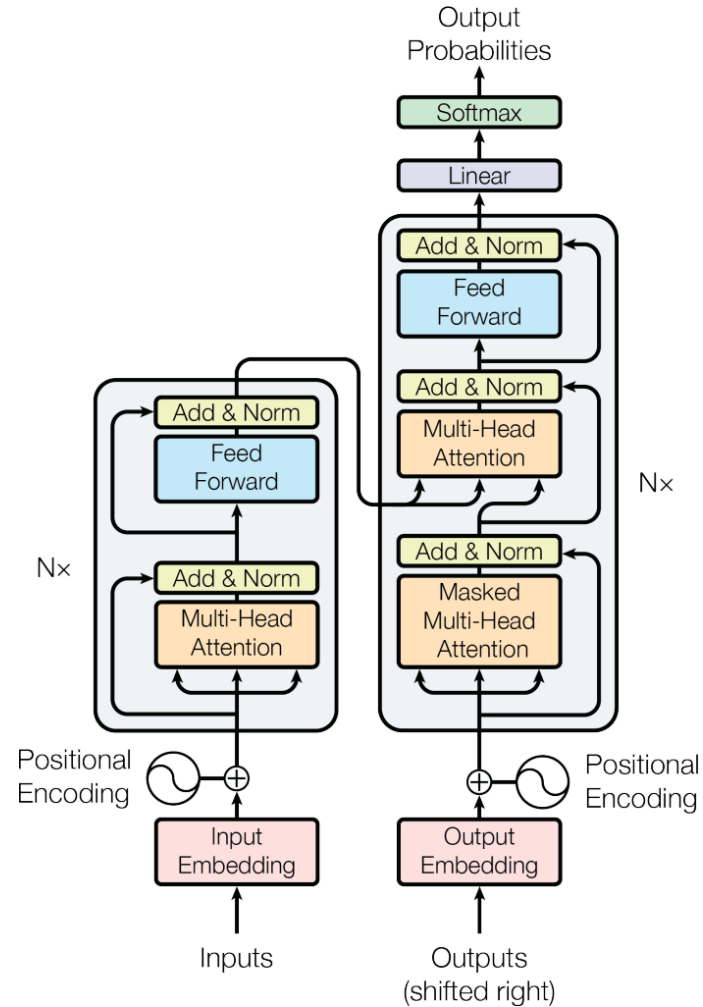 Output
Probabilities
Softmax
Linear
Add & Norm
Feed
Forward
Add & Norm
Multi-Head
Attention
Add & Norm
Masked
Multi-Head
Attention
N×
Add & Norm
Feed
Forward
Add & Norm
Multi-Head
Attention
N×
Positional
Encoding
Positional
Encoding
Input
Embedding
Output
Embedding
Inputs
Outputs
(shifted right)